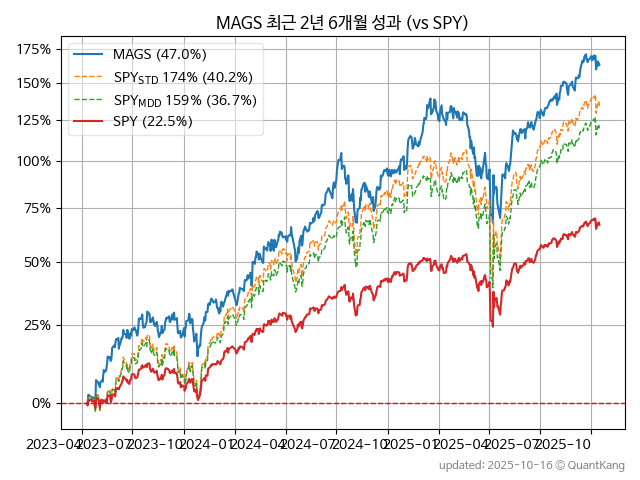 MAGS 최근 2년 6개월 성과 (vs SPY)
175%
150%
125%
100%
75%
50%
25%
0%
MAGS (47.0%)
SPYSTD 174% (40.2%)
SPYMDD 159% (36.7%)
SPY (22.5%)
2023-04 2023-07 2023-10 2024-01 2024-04 2024-07 2024-10 2025-01 2025-04 2025-07 2025-10
updated: 2025-10-16 © QuantKang